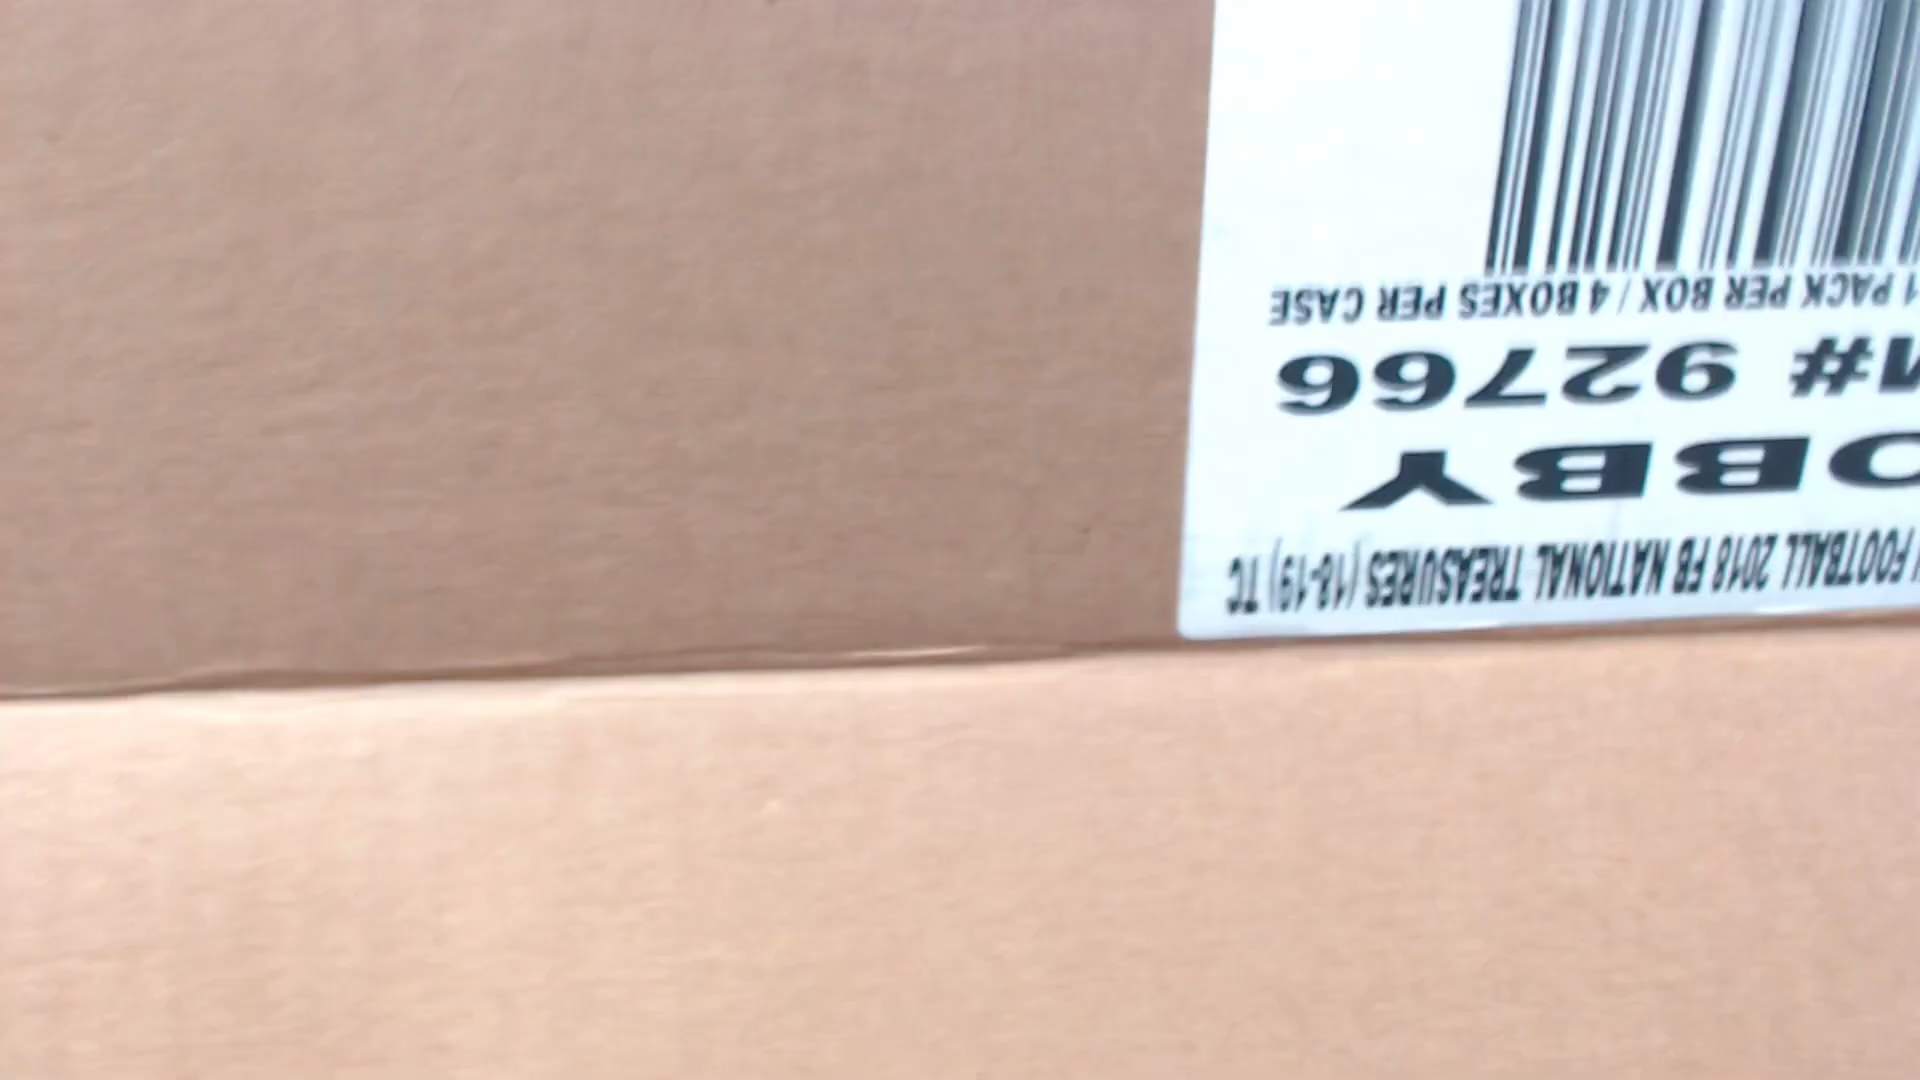 FOOTBALL 2018 FB NATIONAL TREASURES (18-19) TC
OBBY
M# 92766
1 PACK PER BOX / 4 BOXES PER CASE